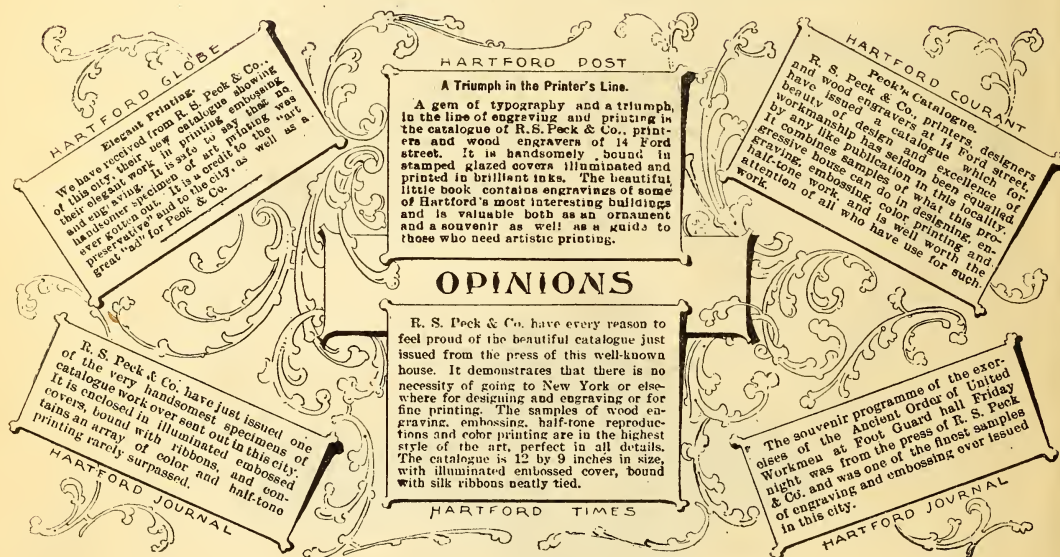 HARTFORD GLOBE
Elegant Printing.
We have received from R. S. Peck & Co.,
of this city, their new catalogue showing
their elegant work in printing embossing
and engraving. It is safe to say that no
handsomer specimen of art printing was
ever gotten out. It is a credit to the "art
preservative" and to the city, as well as a
great "ad" for Peck & Co.
HARTFORD POST
A Triumph in the Printer's Line.
A gem of typography and a triumph,
in the line of engraving and printing is
the catalogue of R. S. Peck & Co., print-
ers and wood engravers of 14 Ford
street. It is handsomely bound in
stamped glazed covers illuminated and
printed in brilliant inks. The beautiful
little book contains engravings of some
of Hartford's most interesting buildings
and is valuable both as an ornament
and a souvenir as well as a guide to
those who need artistic printing.
HARTFORD COURANT
Peck's Catalogue.
R. S. Peck & Co., printers, designers
and wood engravers at 14 Ford street,
have issued a catalogue which for
beauty of design and excellence of
workmanship has seldom been equalled
by any like publication in this locality.
It combines samples of what this pro-
gressive house can do, in designing, en-
graving, embossing, color printing and
half-tone work, and is well worth the
attention of all who have use for such
work.
OPINIONS
R. S. Peck & Co. have just issued one
of the very handsomest specimens of
catalogue work ever sent out in this city.
It is enclosed in illuminated embossed
covers, bound with ribbons, and con-
tains an array of color and half-tone
printing rarely surpassed.
HARTFORD JOURNAL
R. S. Peck & Co. have every reason to
feel proud of the beautiful catalogue just
issued from the press of this well-known
house. It demonstrates that there is no
necessity of going to New York or else-
where for designing and engraving or for
fine printing. The samples of wood en-
graving, embossing, half-tone reproduc-
tions and color printing are in the highest
style of the art, perfect in all details.
The catalogue is 12 by 9 inches in size,
with illuminated embossed cover, bound
with silk ribbons neatly tied.
HARTFORD TIMES
The souvenir programme of the exer-
cises of the Ancient Order of United
Workmen at Foot Guard hall Friday
night was from the press of R. S. Peck
& Co. and was one of the finest samples
of engraving and embossing ever issued
in this city.
HARTFORD JOURNAL